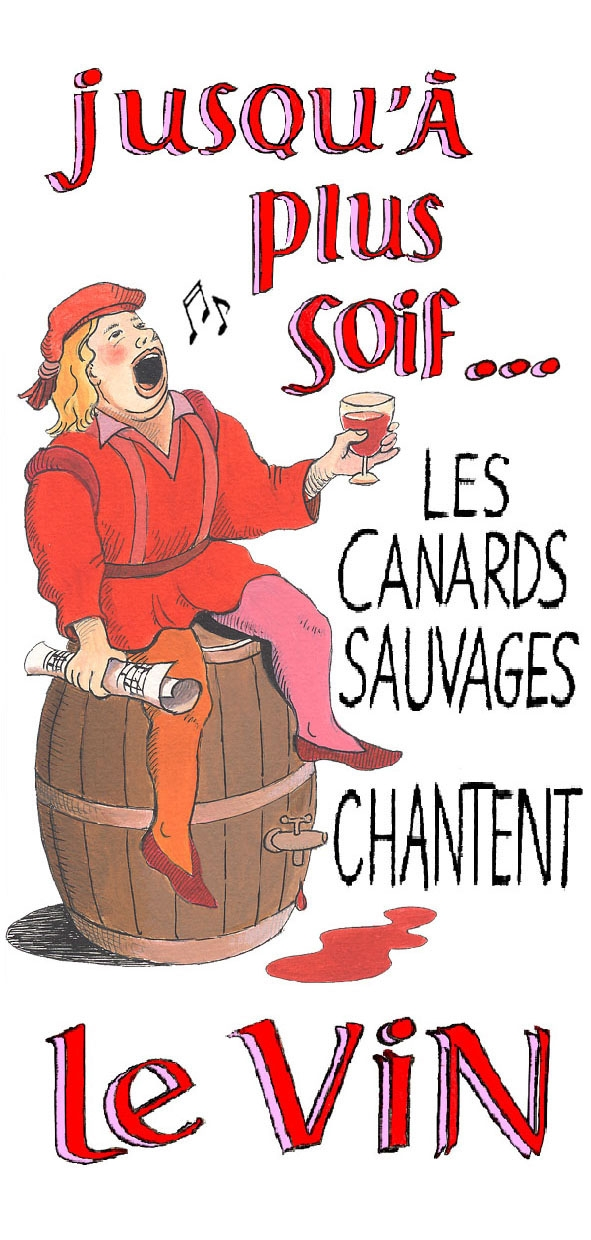 jusqu'À
plus
soif...
LES
CANARDS
SAUVAGES
CHANTENT
le ViN